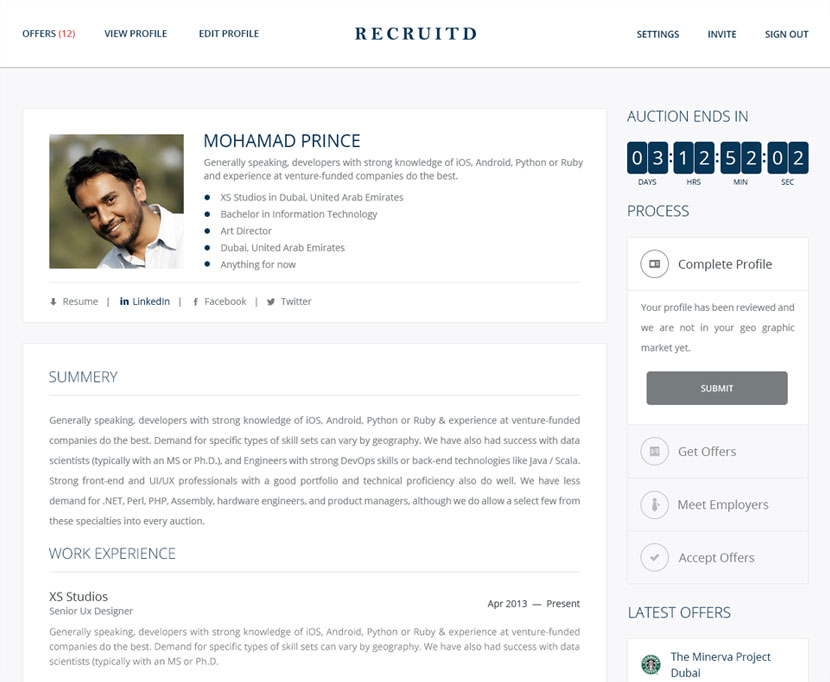 OFFERS (12)
VIEW PROFILE
EDIT PROFILE
RECRUITD
SETTINGS
INVITE
SIGN OUT
MOHAMAD PRINCE
Generally speaking, developers with strong knowledge of iOS, Android, Python or Ruby
and experience at venture-funded companies do the best.
XS Studios in Dubai, United Arab Emirates
Bachelor in Information Technology
Art Director
Dubai, United Arab Emirates
Anything for now
Resume | in LinkedIn | f Facebook | Twitter
SUMMERY
Generally speaking, developers with strong knowledge of iOS, Android, Python or Ruby & experience at venture-funded
companies do the best. Demand for specific types of skill sets can vary by geography. We have also had success with data
scientists (typically with an MS or Ph.D.), and Engineers with strong DevOps skills or back-end technologies like Java / Scala.
Strong front-end and UI/UX professionals with a good portfolio and technical proficiency also do well. We have less
demand for .NET, Perl, PHP, Assembly, hardware engineers, and product managers, although we do allow a select few from
these specialties into every auction.
WORK EXPERIENCE
XS Studios
Senior Ux Designer
Apr 2013 — Present
Generally speaking, developers with strong knowledge of iOS, Android, Python or Ruby & experience at venture-funded
companies do the best. Demand for specific types of skill sets can vary by geography. We have also had success with data
scientists (typically with an MS or Ph.D.
AUCTION ENDS IN
03:12:52:02
DAYS HRS MIN SEC
PROCESS
Complete Profile
Your profile has been reviewed and
we are not in your geo graphic
market yet.
SUBMIT
Get Offers
Meet Employers
Accept Offers
LATEST OFFERS
The Minerva Project
Dubai